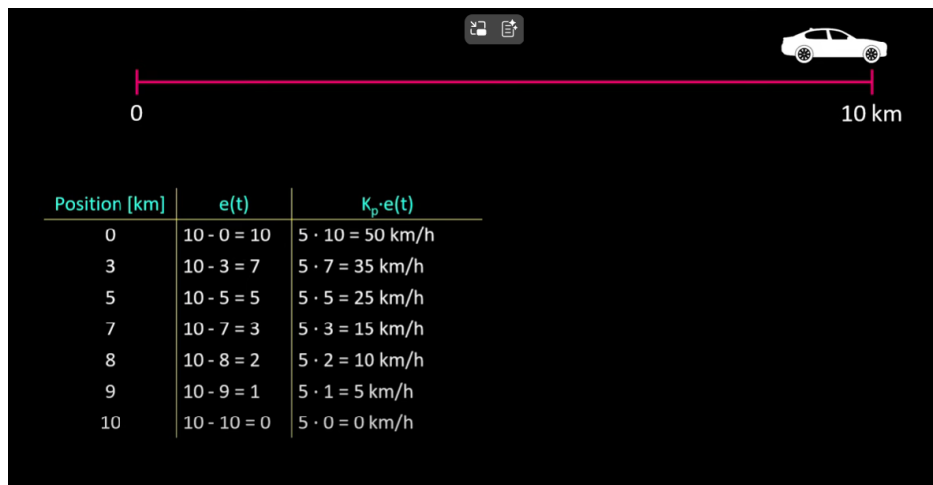 0 10 km
Position [km] e(t) Kp·e(t)
0 10 - 0 = 10 5 · 10 = 50 km/h
3 10 - 3 = 7 5 · 7 = 35 km/h
5 10 - 5 = 5 5 · 5 = 25 km/h
7 10 - 7 = 3 5 · 3 = 15 km/h
8 10 - 8 = 2 5 · 2 = 10 km/h
9 10 - 9 = 1 5 · 1 = 5 km/h
10 10 - 10 = 0 5 · 0 = 0 km/h